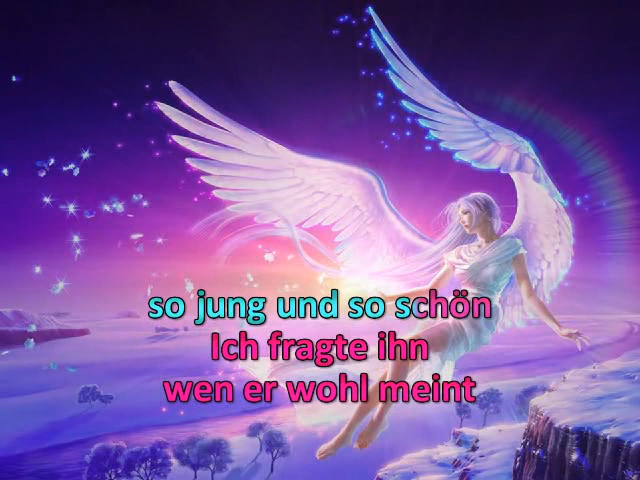 so jung und so schön
Ich fragte ihn
wen er wohl meint